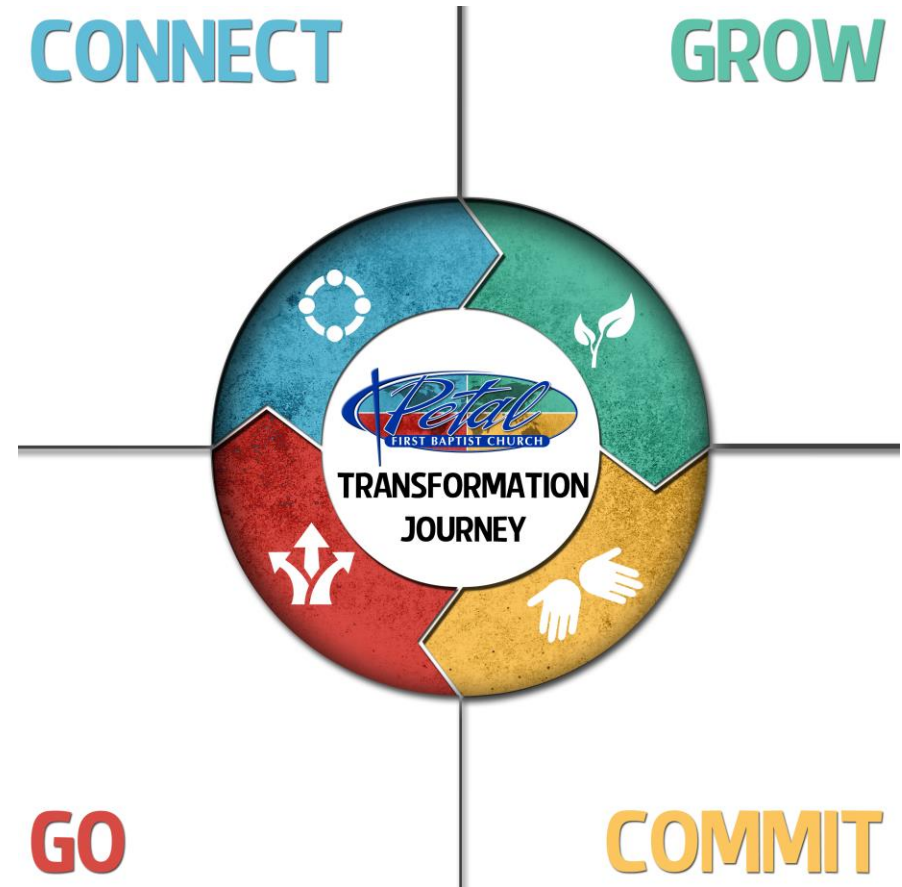 CONNECT
GROW
Petal
FIRST BAPTIST CHURCH
TRANSFORMATION
JOURNEY
GO
COMMIT